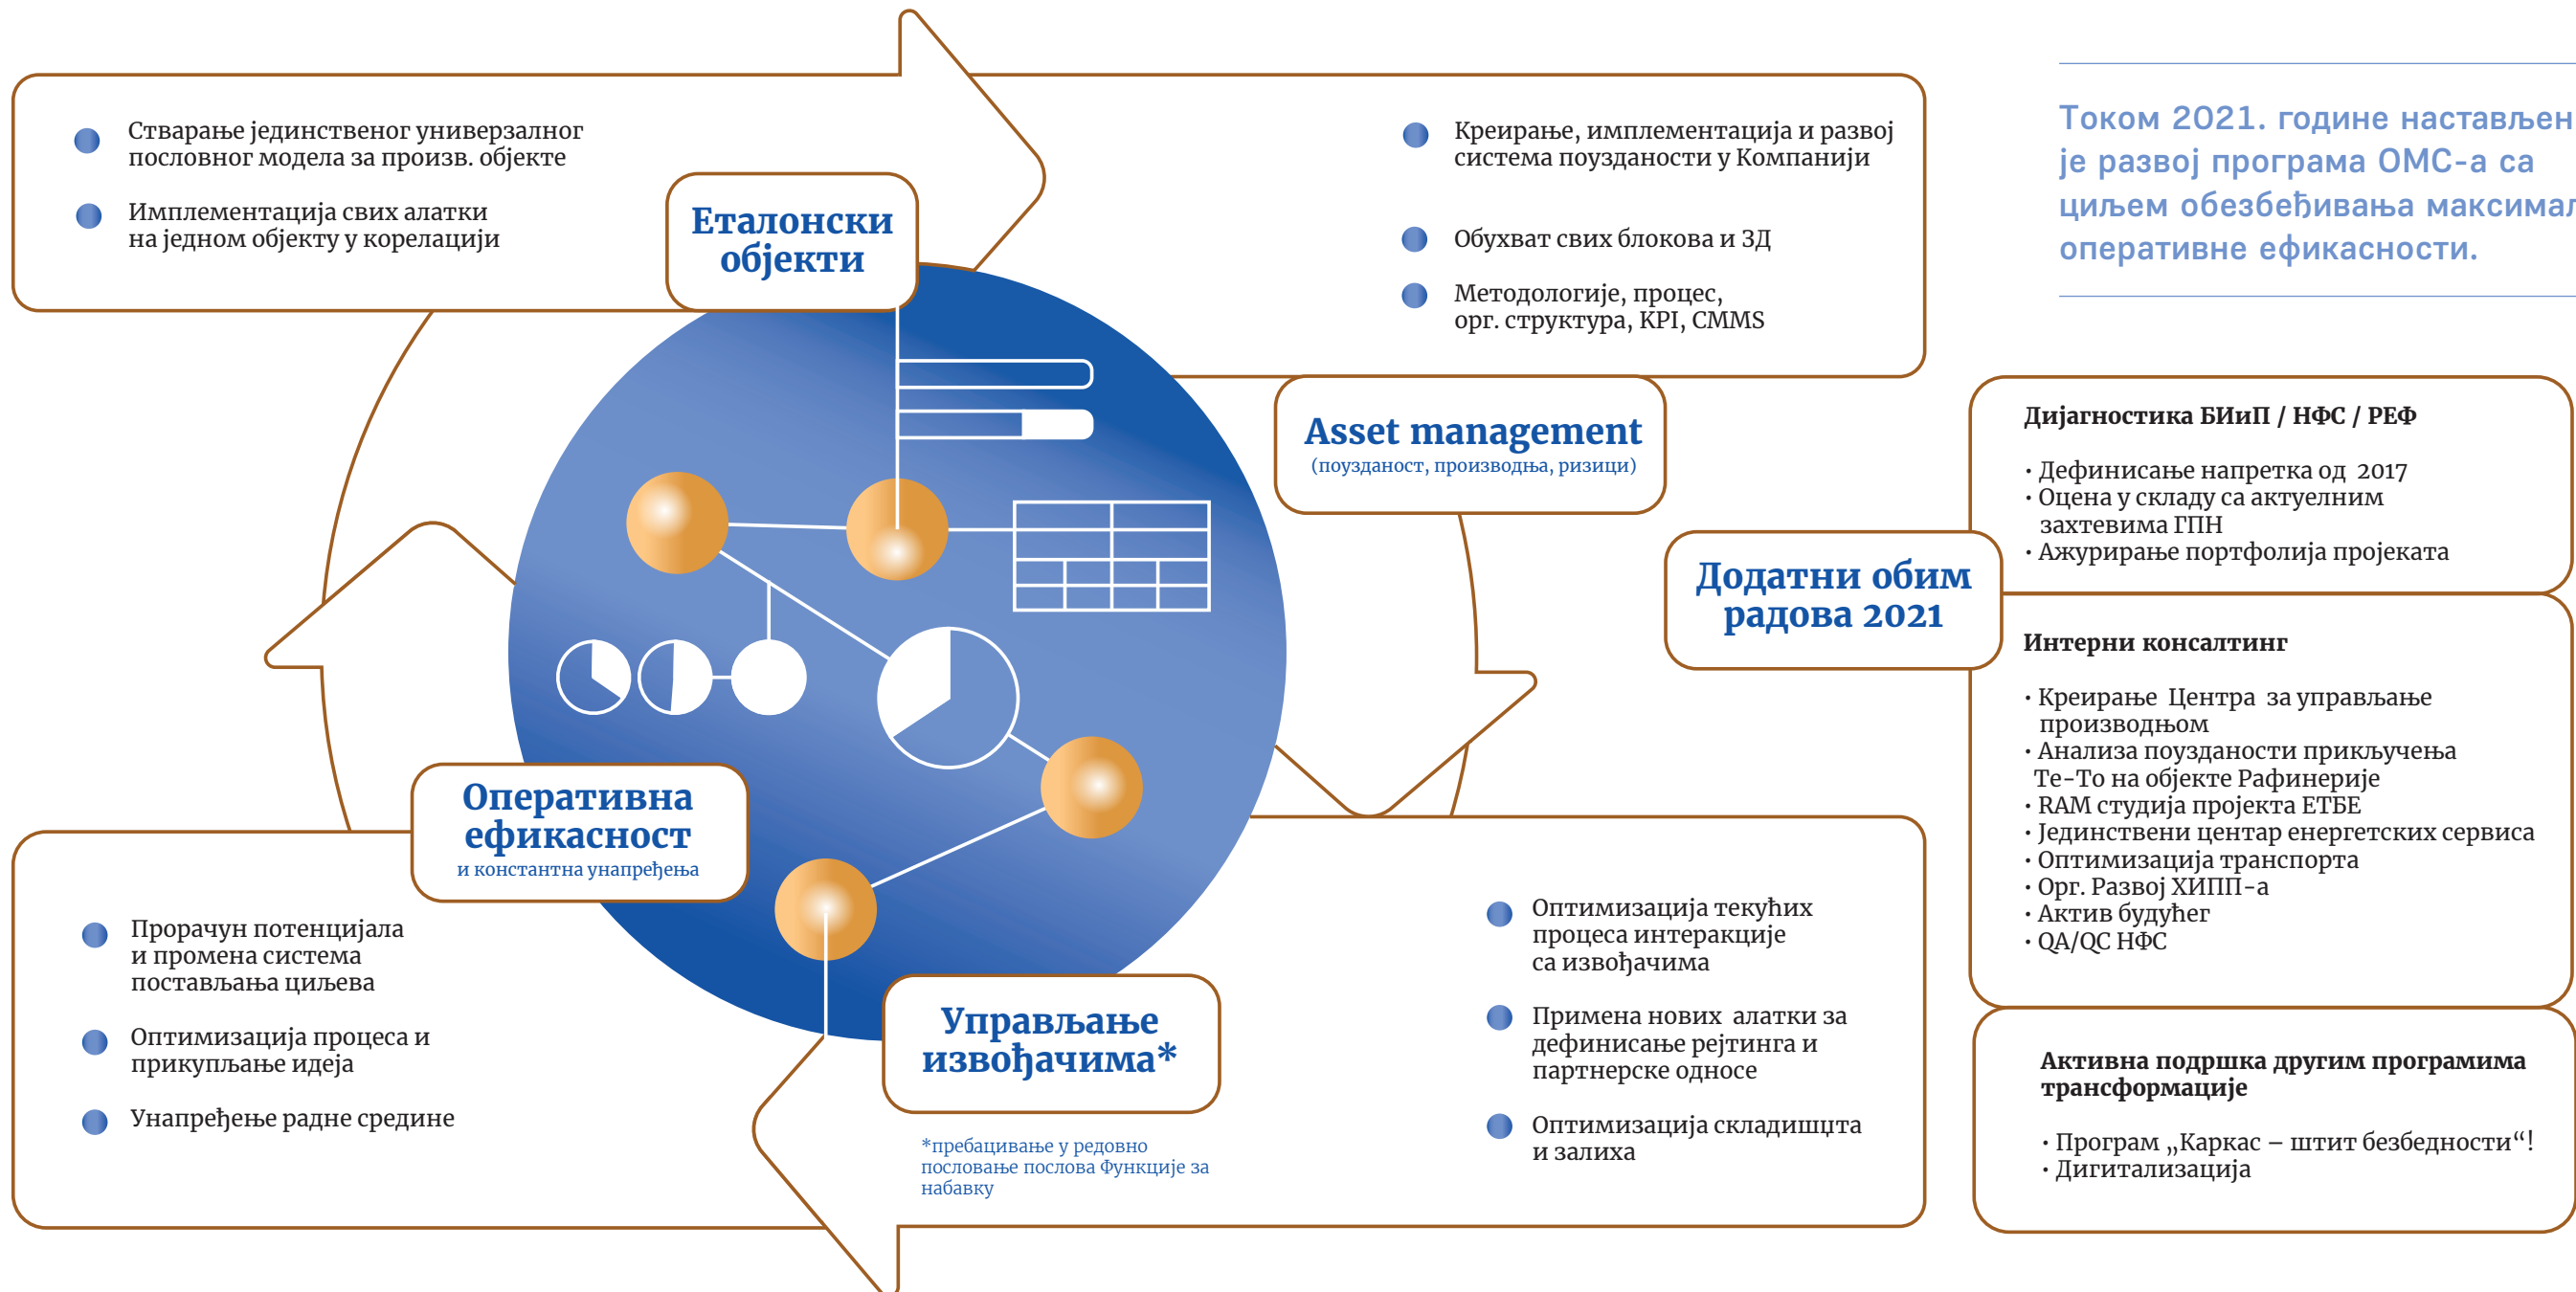 Стварање јединственог универзалног
пословног модела за произв. објекте
Имплементација свих алатки
на једном објекту у корелацији
Еталонски
објекти
Креирање, имплементација и развој
система поузданости у Компанији
Обухват свих блокова и ЗД
Методологије, процес,
орг. структура, KPI, CMMS
Asset management
(поузданост, производња, ризици)
Током 2021. године настављен
је развој програма ОМС-а са
циљем обезбеђивања
оперативне ефикасности.
Додатни обим
радова 2021
Дијагностика БИиП / НФС / РЕФ
· Дефинисање напретка од 2017
· Оцена у складу са актуелним
захтевима ГПН
· Ажурирање портфолија пројеката
Интерни консалтинг
· Креирање Центра за управљање
производњом
· Анализа поузданости прикључења
Те-То на објекте Рафинерије
· RAM студија пројекта ЕТБЕ
· Јединствени центар енергетских сервиса
· Оптимизација транспорта
· Орг. Развој ХИПП-а
· Актив будућег
· QA/QC НФС
Активна подршка другим програмима
трансформације
· Програм „Каркас – штит безбедности“!
· Дигитализација
Оперативна
ефикасност
и константна унапређења
Прорачун потенцијала
и промена система
постављања циљева
Оптимизација процеса и
прикупљање идеја
Унапређење радне средине
Управљање
извођачима*
*пребацивање у редовно
пословање послова Функције за
набавку
Оптимизација текућих
процеса интеракције
са извођачима
Примена нових алатки за
дефинисање рејтинга и
партнерске односе
Оптимизација складишџта
и залиха